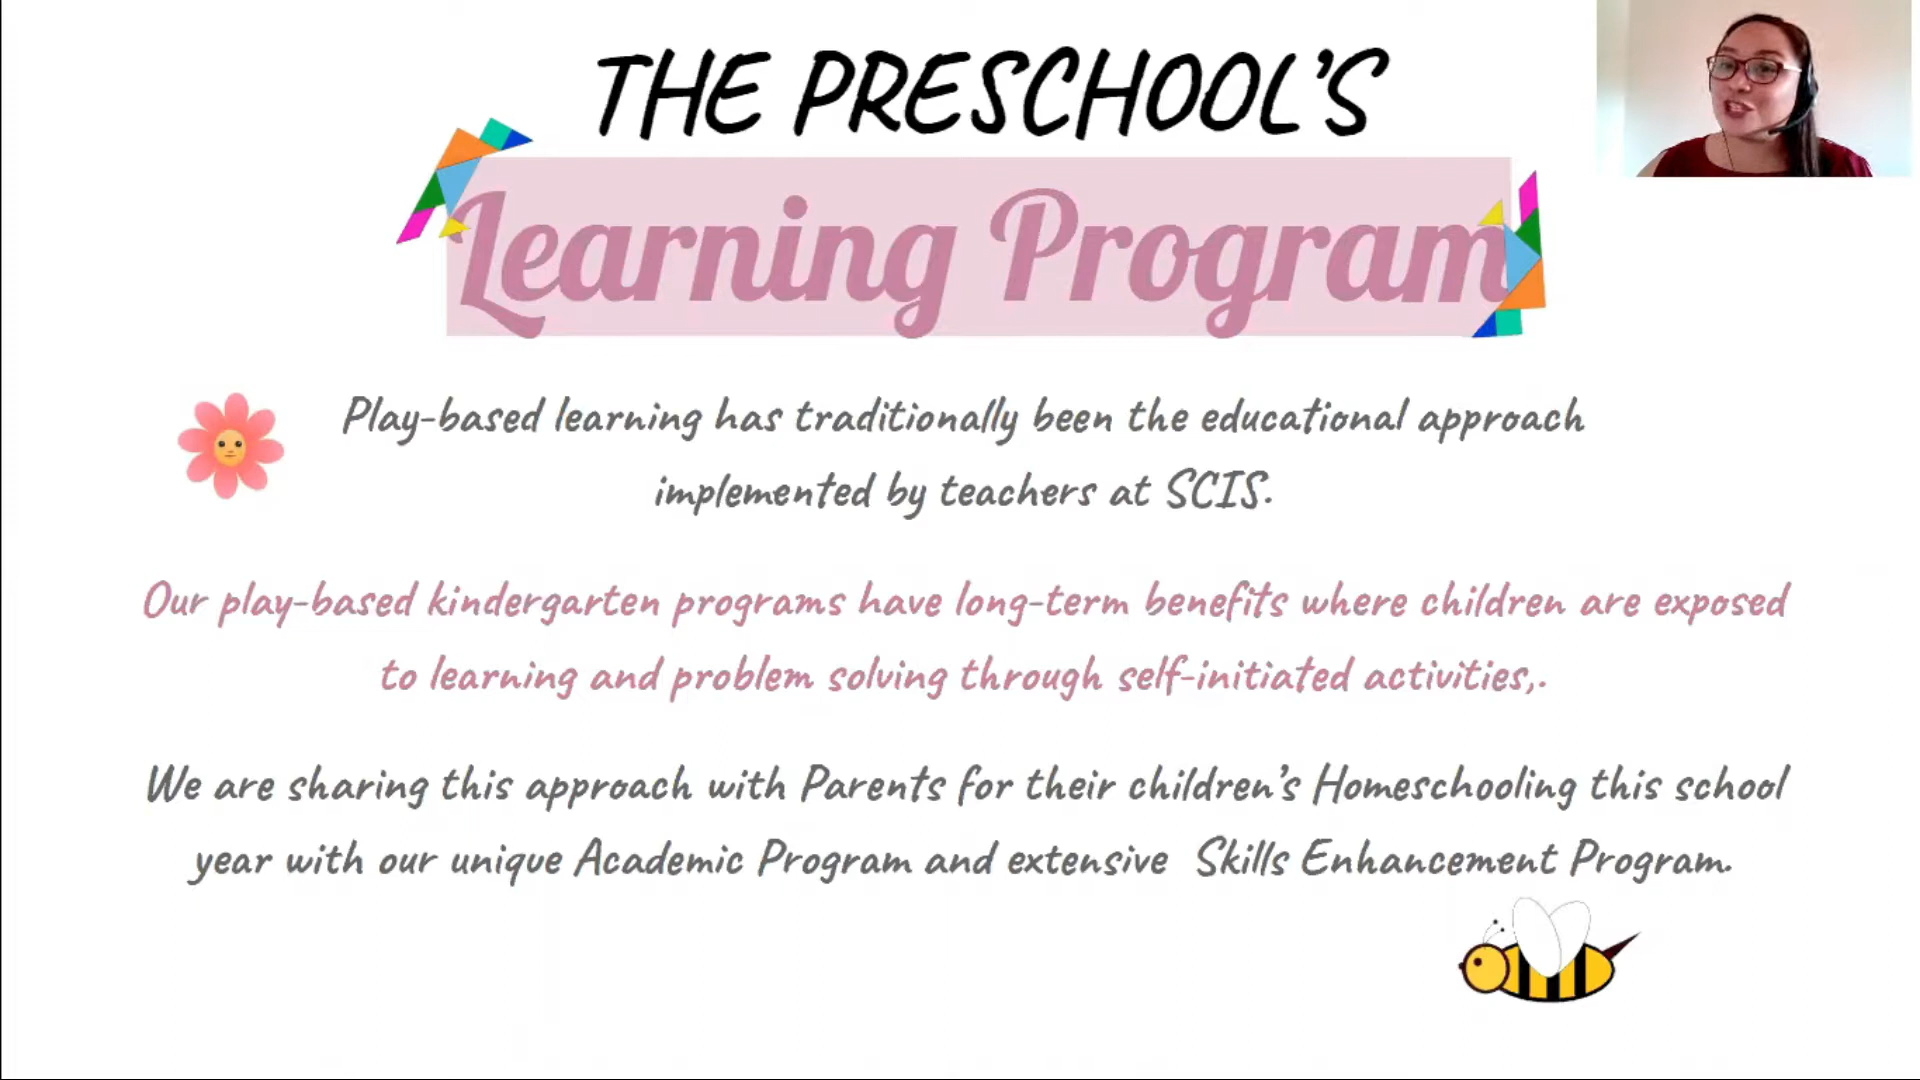 THE PRESCHOOL'S
Learning Program
Play-based learning has traditionally been the educational approach
implemented by teachers at SCIS.
Our play-based kindergarten programs have long-term benefits where children are exposed
to learning and problem solving through self-initiated activities,.
We are sharing this approach with Parents for their children's Homeschooling this school
year with our unique Academic Program and extensive  Skills Enhancement Program.